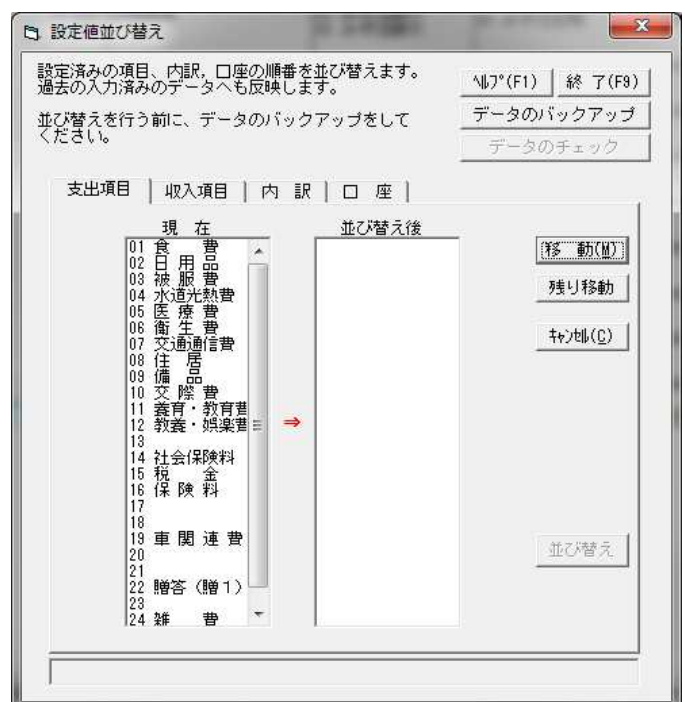 設定値並び替え
設定済みの項目、内訳，口座の順番を並び替えます。
過去の入力済みのデータへも反映します。
並び替えを行う前に、データのバックアップをして
ください。
ﾍﾙﾌﾟ(F1)
終 了(F9)
データのバックアップ
データのチェック
支出項目
収入項目
内 訳
口 座
現 在
並び替え後
01 食 費
02 日 用 品
03 被 服 費
04 水道光熱費
05 医 療 費
06 衛 生 費
07 交通通信費
08 住 居
09 備 品
10 交 際 費
11 養育・教育費
12 教養・娯楽費
13
14 社会保険料
15 税 金
16 保 険 料
17
18
19 車 関 連 費
20
21
22 贈答（贈１）
23
24 雑 費
⇒
移 動(M)
残り移動
ｷｬﾝｾﾙ(C)
並び替え